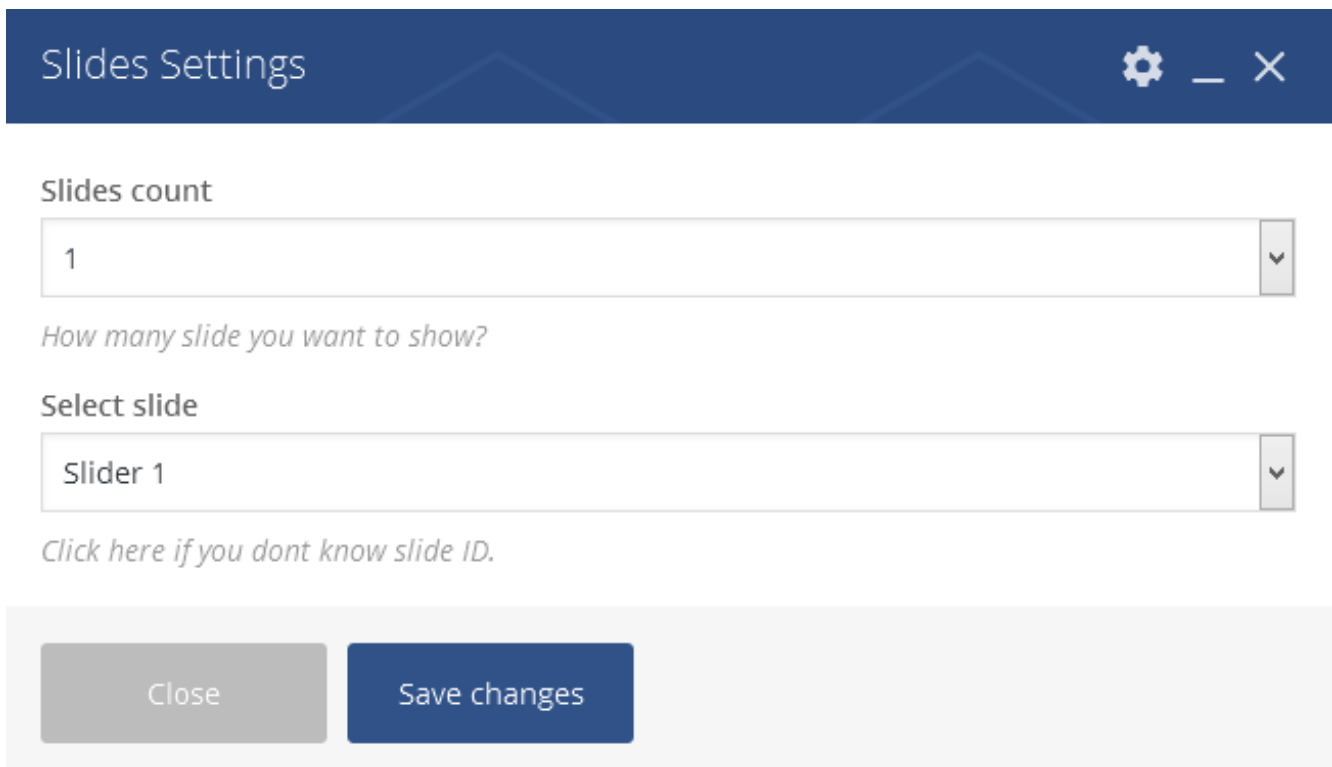 Slides Settings
Slides count
1
How many slide you want to show?
Select slide
Slider 1
Click here if you dont know slide ID.
Close
Save changes